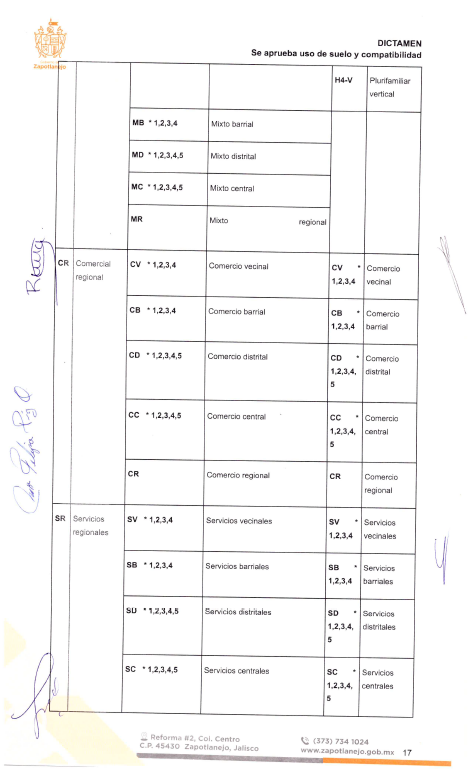 DICTAMEN
Se aprueba uso de suelo y compatibilidad
Zapotlanejo
H4-V Plurifamiliar
vertical
MB * 1,2,3,4 Mixto barrial
MD * 1,2,3,4,5 Mixto distrital
MC * 1,2,3,4,5 Mixto central
MR Mixto regional
CR Comercial CV * 1,2,3,4 Comercio vecinal CV * Comercio
regional 1,2,3,4 vecinal
CB * 1,2,3,4 Comercio barrial CB * Comercio
1,2,3,4 barrial
CD * 1,2,3,4,5 Comercio distrital CD * Comercio
1,2,3,4, distrital
5
CC * 1,2,3,4,5 Comercio central CC * Comercio
1,2,3,4, central
5
CR Comercio regional CR Comercio
regional
SR Servicios SV * 1,2,3,4 Servicios vecinales SV * Servicios
regionales 1,2,3,4 vecinales
SB * 1,2,3,4 Servicios barriales SB * Servicios
1,2,3,4 barriales
SD * 1,2,3,4,5 Servicios distritales SD * Servicios
1,2,3,4, distritales
5
SC * 1,2,3,4,5 Servicios centrales SC * Servicios
1,2,3,4, centrales
5
Reforma #2, Col. Centro (373) 734 1024
C.P. 45430 Zapotlanejo, Jalisco www.zapotlanejo.gob.mx 17